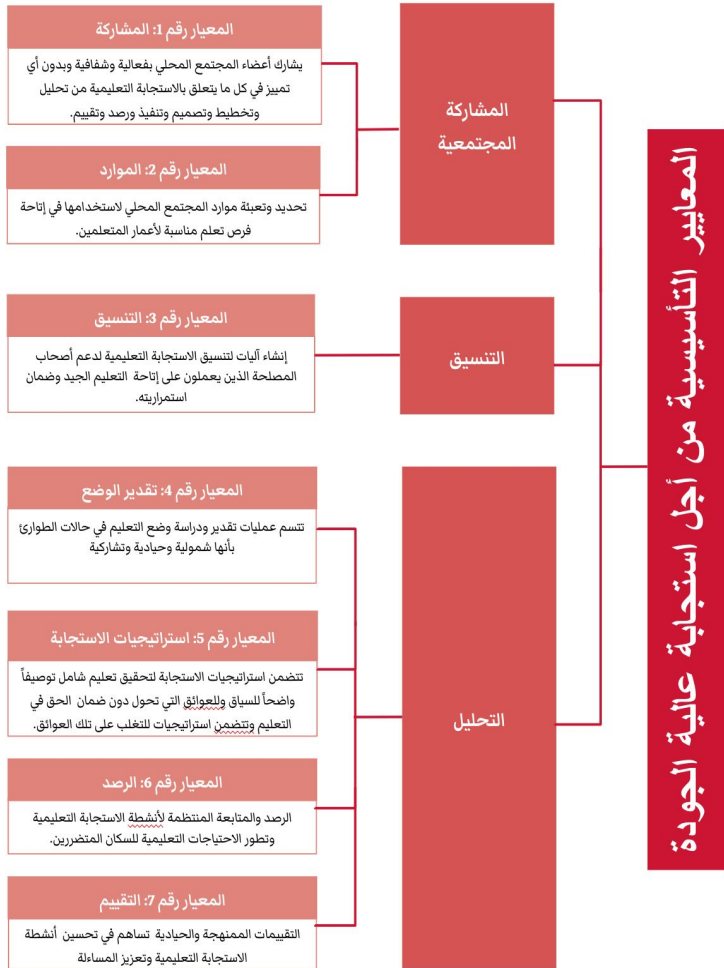 المعايير التأسيسية من أجل استجابة عالية الجودة
المشاركة
المجتمعية
المعيار رقم 1: المشاركة
يشارك أعضاء المجتمع المحلي بفعالية وشفافية وبدون أي
تمييز في كل ما يتعلق بالاستجابة التعليمية من تحليل
وتخطيط وتصميم وتنفيذ ورصد وتقييم.
المعيار رقم 2: الموارد
تحديد وتعبئة موارد المجتمع المحلي لاستخدامها في إتاحة
فرص تعلم مناسبة لأعمار المتعلمين.
التنسيق
المعيار رقم 3: التنسيق
إنشاء آليات لتنسيق الاستجابة التعليمية لدعم أصحاب
المصلحة الذين يعملون على إتاحة التعليم الجيد وضمان
استمراريته.
التحليل
المعيار رقم 4: تقدير الوضع
تتسم عمليات تقدير ودراسة وضع التعليم في حالات الطوارئ
بأنها شمولية وحيادية وتشاركية
المعيار رقم 5: استراتيجيات الاستجابة
تتضمن استراتيجيات الاستجابة لتحقيق تعليم شامل توصيفاً
واضحاً للسياق وللعوائق التي تحول دون ضمان الحق في
التعليم وتتضمن استراتيجيات للتغلب على تلك العوائق.
المعيار رقم 6: الرصد
الرصد والمتابعة المنتظمة لأنشطة الاستجابة التعليمية
وتطور الاحتياجات التعليمية للسكان المتضررين.
المعيار رقم 7: التقييم
التقييمات الممنهجة والحيادية تساهم في تحسين أنشطة
الاستجابة التعليمية وتعزيز المساءلة